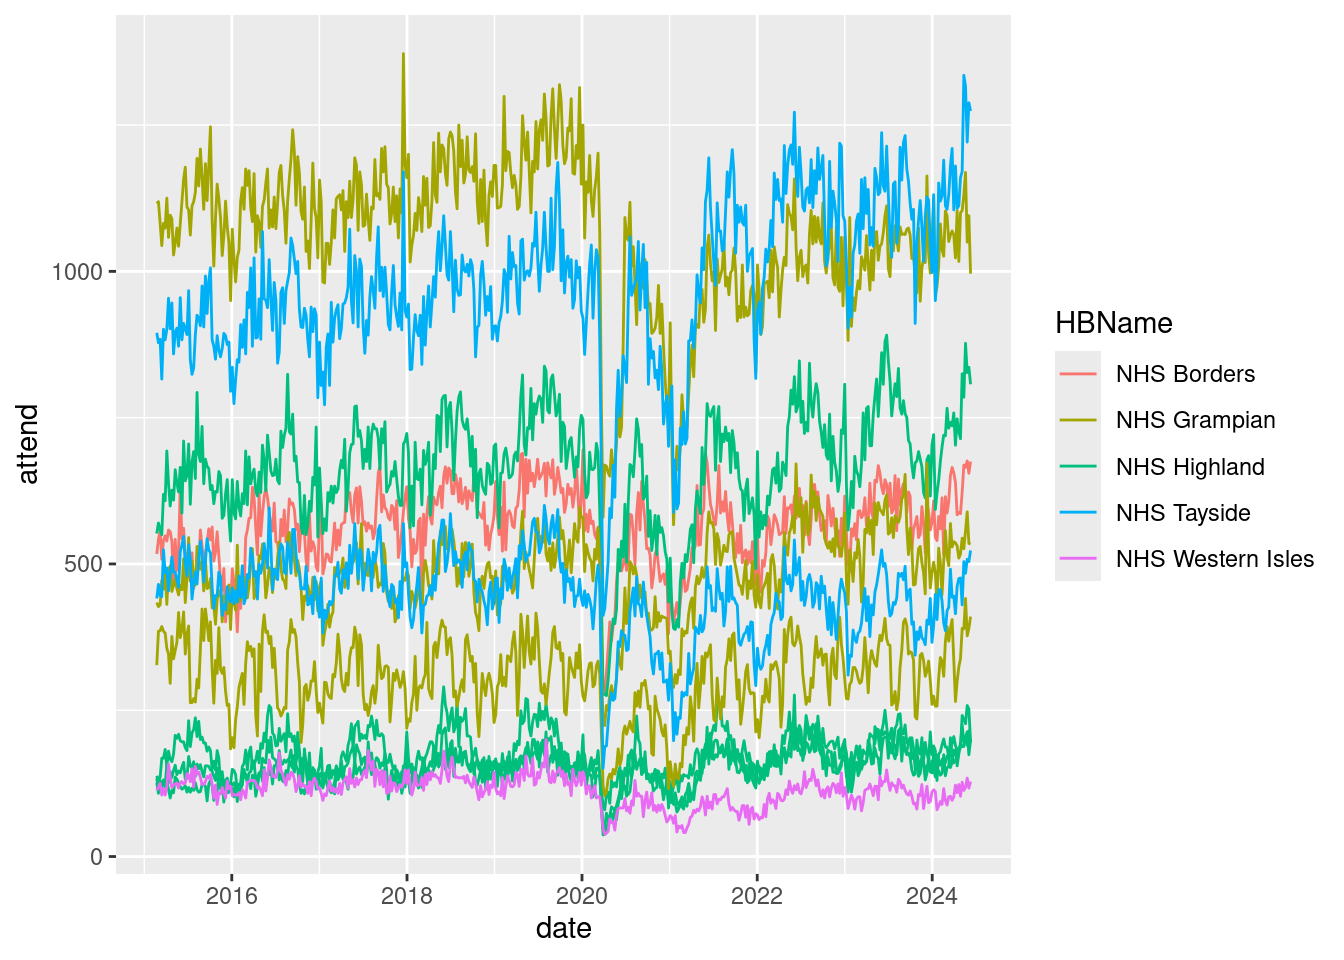 1000
500
0
attend
2016
2018
2020
2022
2024
date
HBName
NHS Borders
NHS Grampian
NHS Highland
NHS Tayside
NHS Western Isles